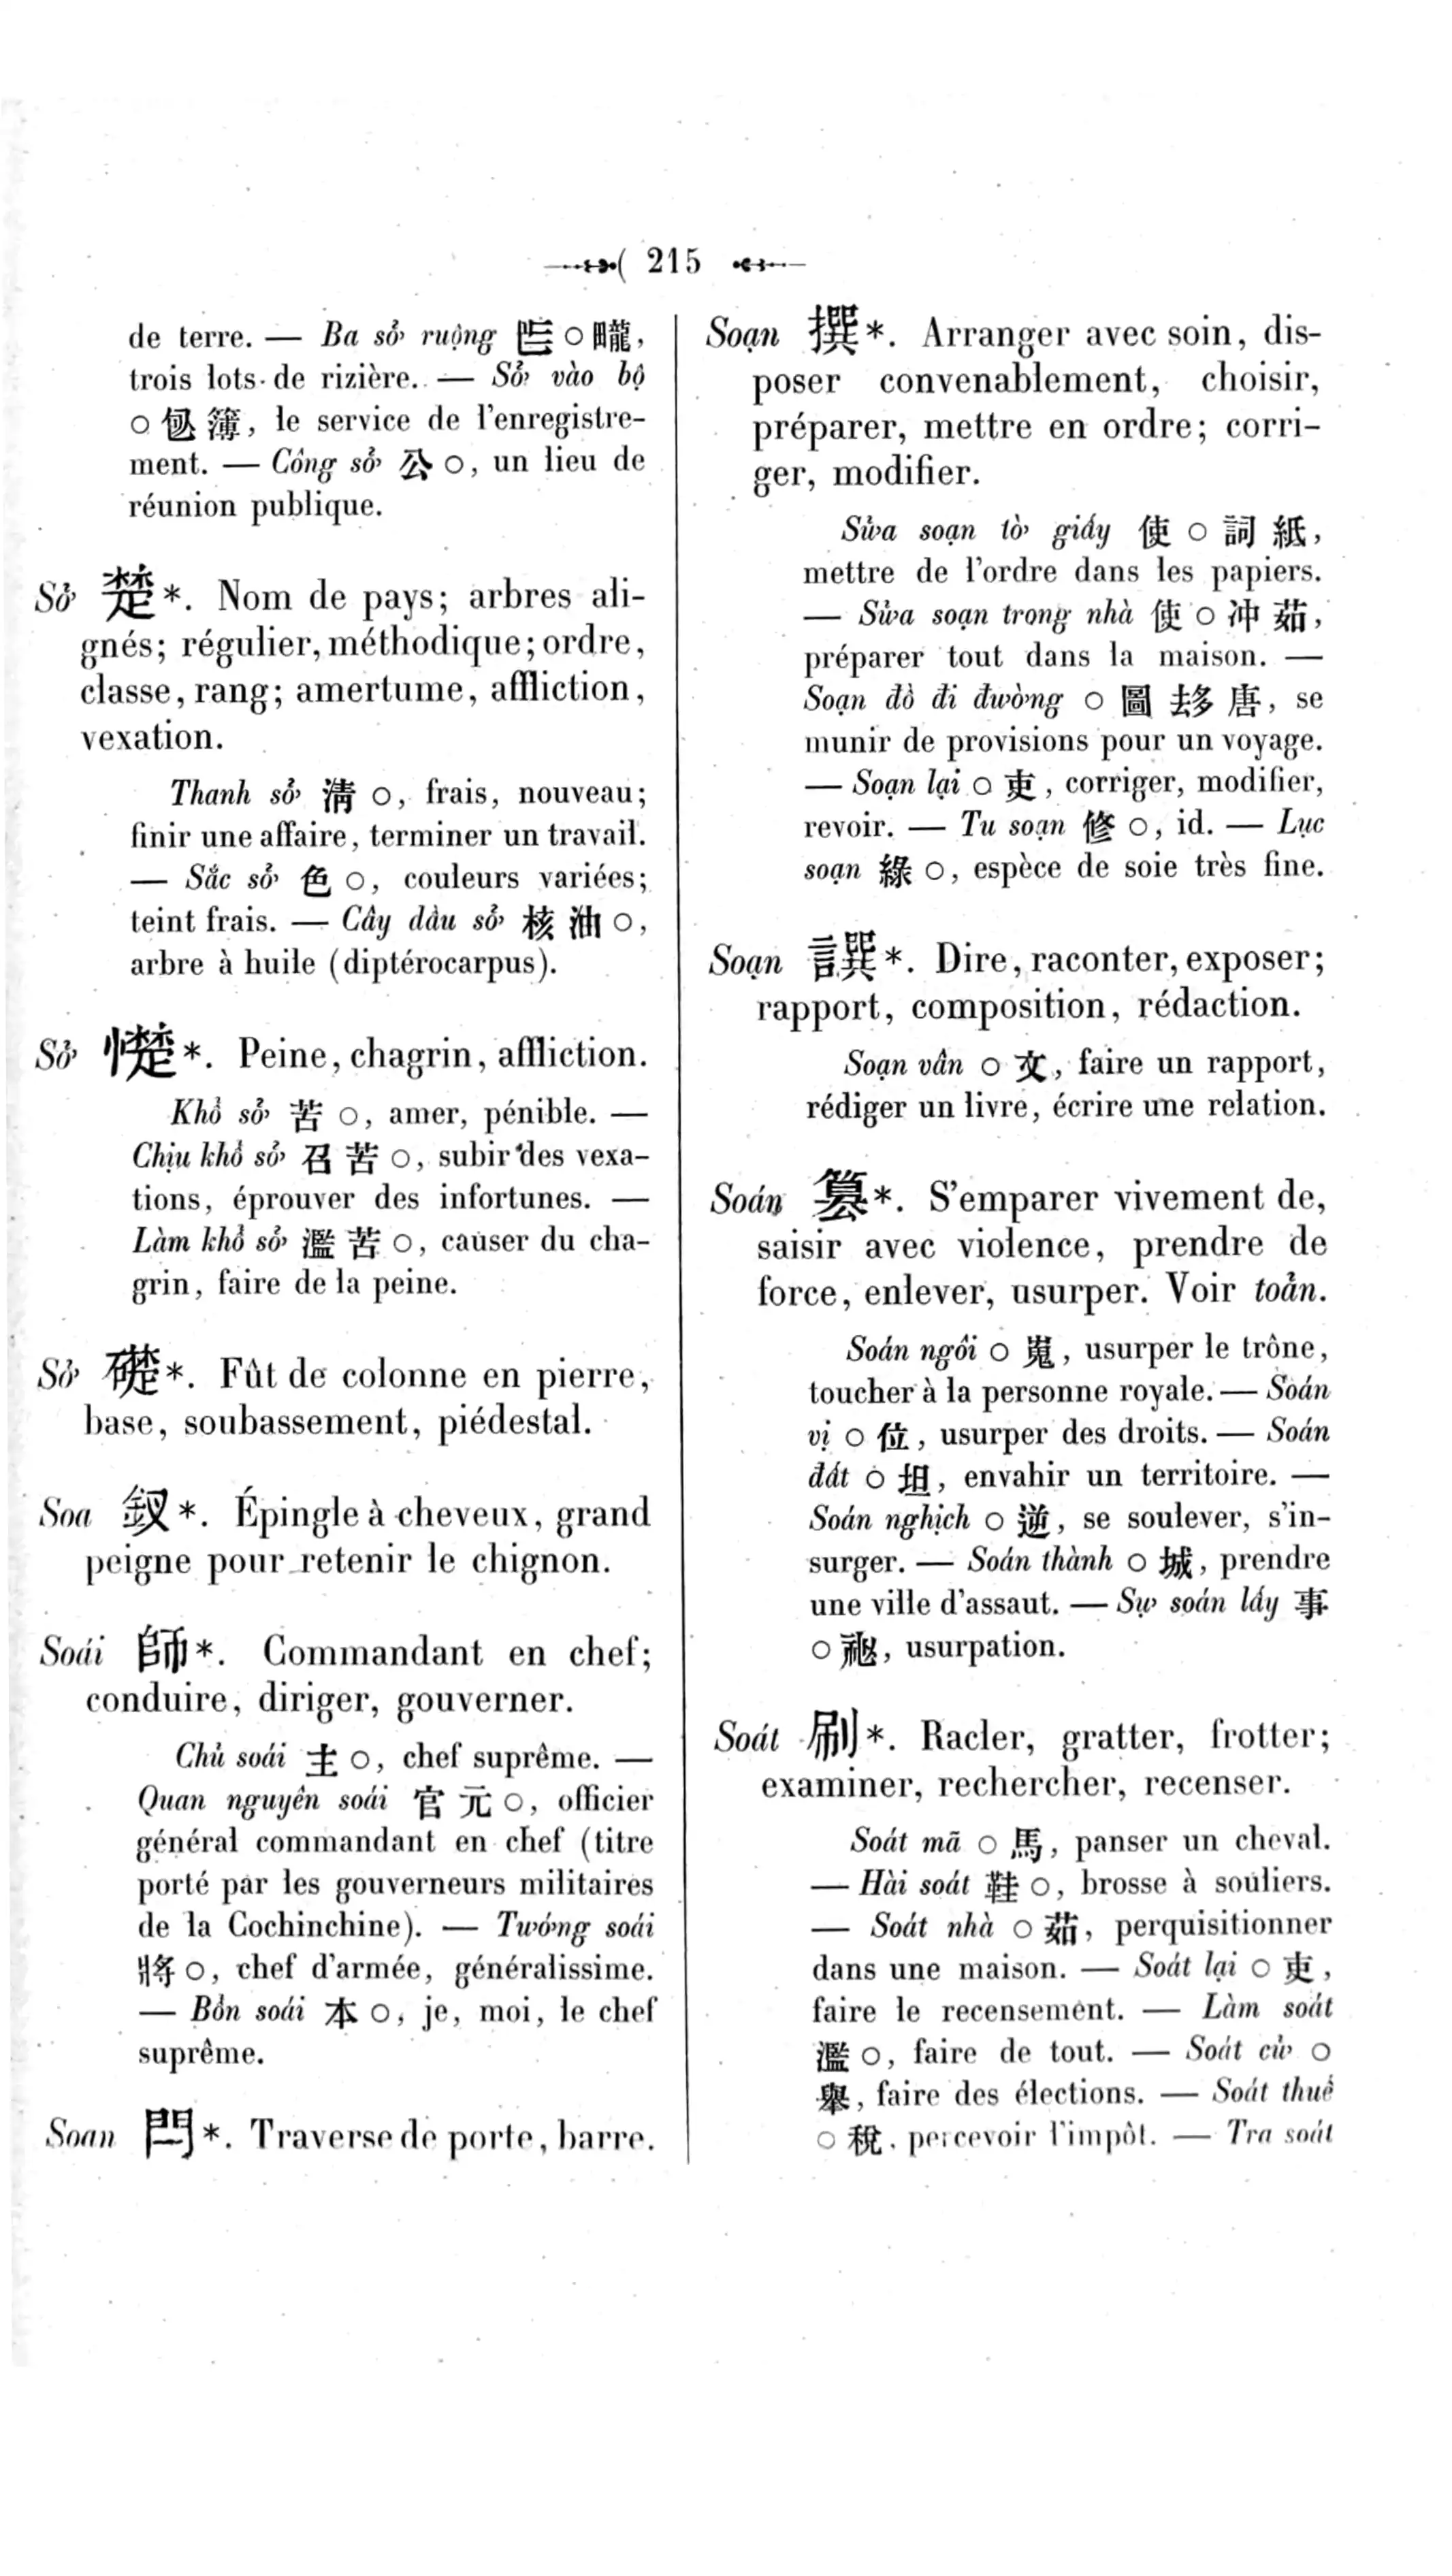 ( 215
de terre. — Ba sở ruộng 𠀧 ○ 𪽞,
trois lots de rizière. — Sở vào bộ
○ 𠓨 簿, le service de l'enregistre-
ment. — Công sở 公 ○, un lieu de
réunion publique.
Sở 楚*. Nom de pays; arbres ali-
gnés; régulier, méthodique; ordre,
classe, rang; amertume, affliction,
vexation.
Thanh sở 淸 ○, frais, nouveau;
finir une affaire, terminer un travail.
— Sắc sở 色 ○, couleurs variées;
teint frais. — Cây dầu sở 核 油 ○,
arbre à huile (diptérocarpus).
Sở 憷*. Peine, chagrin, affliction.
Khổ sở 苦 ○, amer, pénible. —
Chịu khổ sở 召 苦 ○, subir des vexa-
tions, éprouver des infortunes. —
Làm khổ sở 濫 苦 ○, causer du cha-
grin, faire de la peine.
Sở 礎*. Fût de colonne en pierre,
base, soubassement, piédestal.
Soa 釵*. Épingle à cheveux, grand
peigne pour retenir le chignon.
Soái 帥*. Commandant en chef;
conduire, diriger, gouverner.
Chủ soái 主 ○, chef suprême. —
Quan nguyên soái 官 元 ○, officier
général commandant en chef (titre
porté par les gouverneurs militaires
de la Cochinchine). — Tướng soái
將 ○, chef d'armée, généralissime.
— Bổn soái 本 ○, je, moi, le chef
suprême.
Soan 閂*. Traverse de porte, barre.
Soạn 撰*. Arranger avec soin, dis-
poser convenablement, choisir,
préparer, mettre en ordre; corri-
ger, modifier.
Sửa soạn tờ giấy 使 ○ 詞 紙,
mettre de l'ordre dans les papiers.
— Sửa soạn trong nhà 使 ○ 冲 茹,
préparer tout dans la maison. —
Soạn đồ đi đường ○ 圖 𠫾 唐, se
munir de provisions pour un voyage.
— Soạn lại ○ 吏, corriger, modifier,
revoir. — Tu soạn 修 ○, id. — Lục
soạn 綠 ○, espèce de soie très fine.
Soạn 譔*. Dire, raconter, exposer;
rapport, composition, rédaction.
Soạn vân ○ 文, faire un rapport,
rédiger un livre, écrire une relation.
Soán 篡*. S'emparer vivement de,
saisir avec violence, prendre de
force, enlever, usurper. Voir toản.
Soán ngôi ○ 嵬, usurper le trône,
toucher à la personne royale. — Soán
vị ○ 位, usurper des droits. — Soán
đất ○ 坦, envahir un territoire. —
Soán nghịch ○ 逆, se soulever, s'in-
surger. — Soán thành ○ 城, prendre
une ville d'assaut. — Sự soán lấy 事
○ 𥙩, usurpation.
Soát 刷*. Racler, gratter, frotter;
examiner, rechercher, recenser.
Soát mã ○ 馬, panser un cheval.
— Hài soát 鞋 ○, brosse à souliers.
— Soát nhà ○ 茹, perquisitionner
dans une maison. — Soát lại ○ 吏,
faire le recensement. — Làm soát
濫 ○, faire de tout. — Soát cử ○
舉, faire des élections. — Soát thuế
○ 稅, percevoir l'impôt. — Tra soát